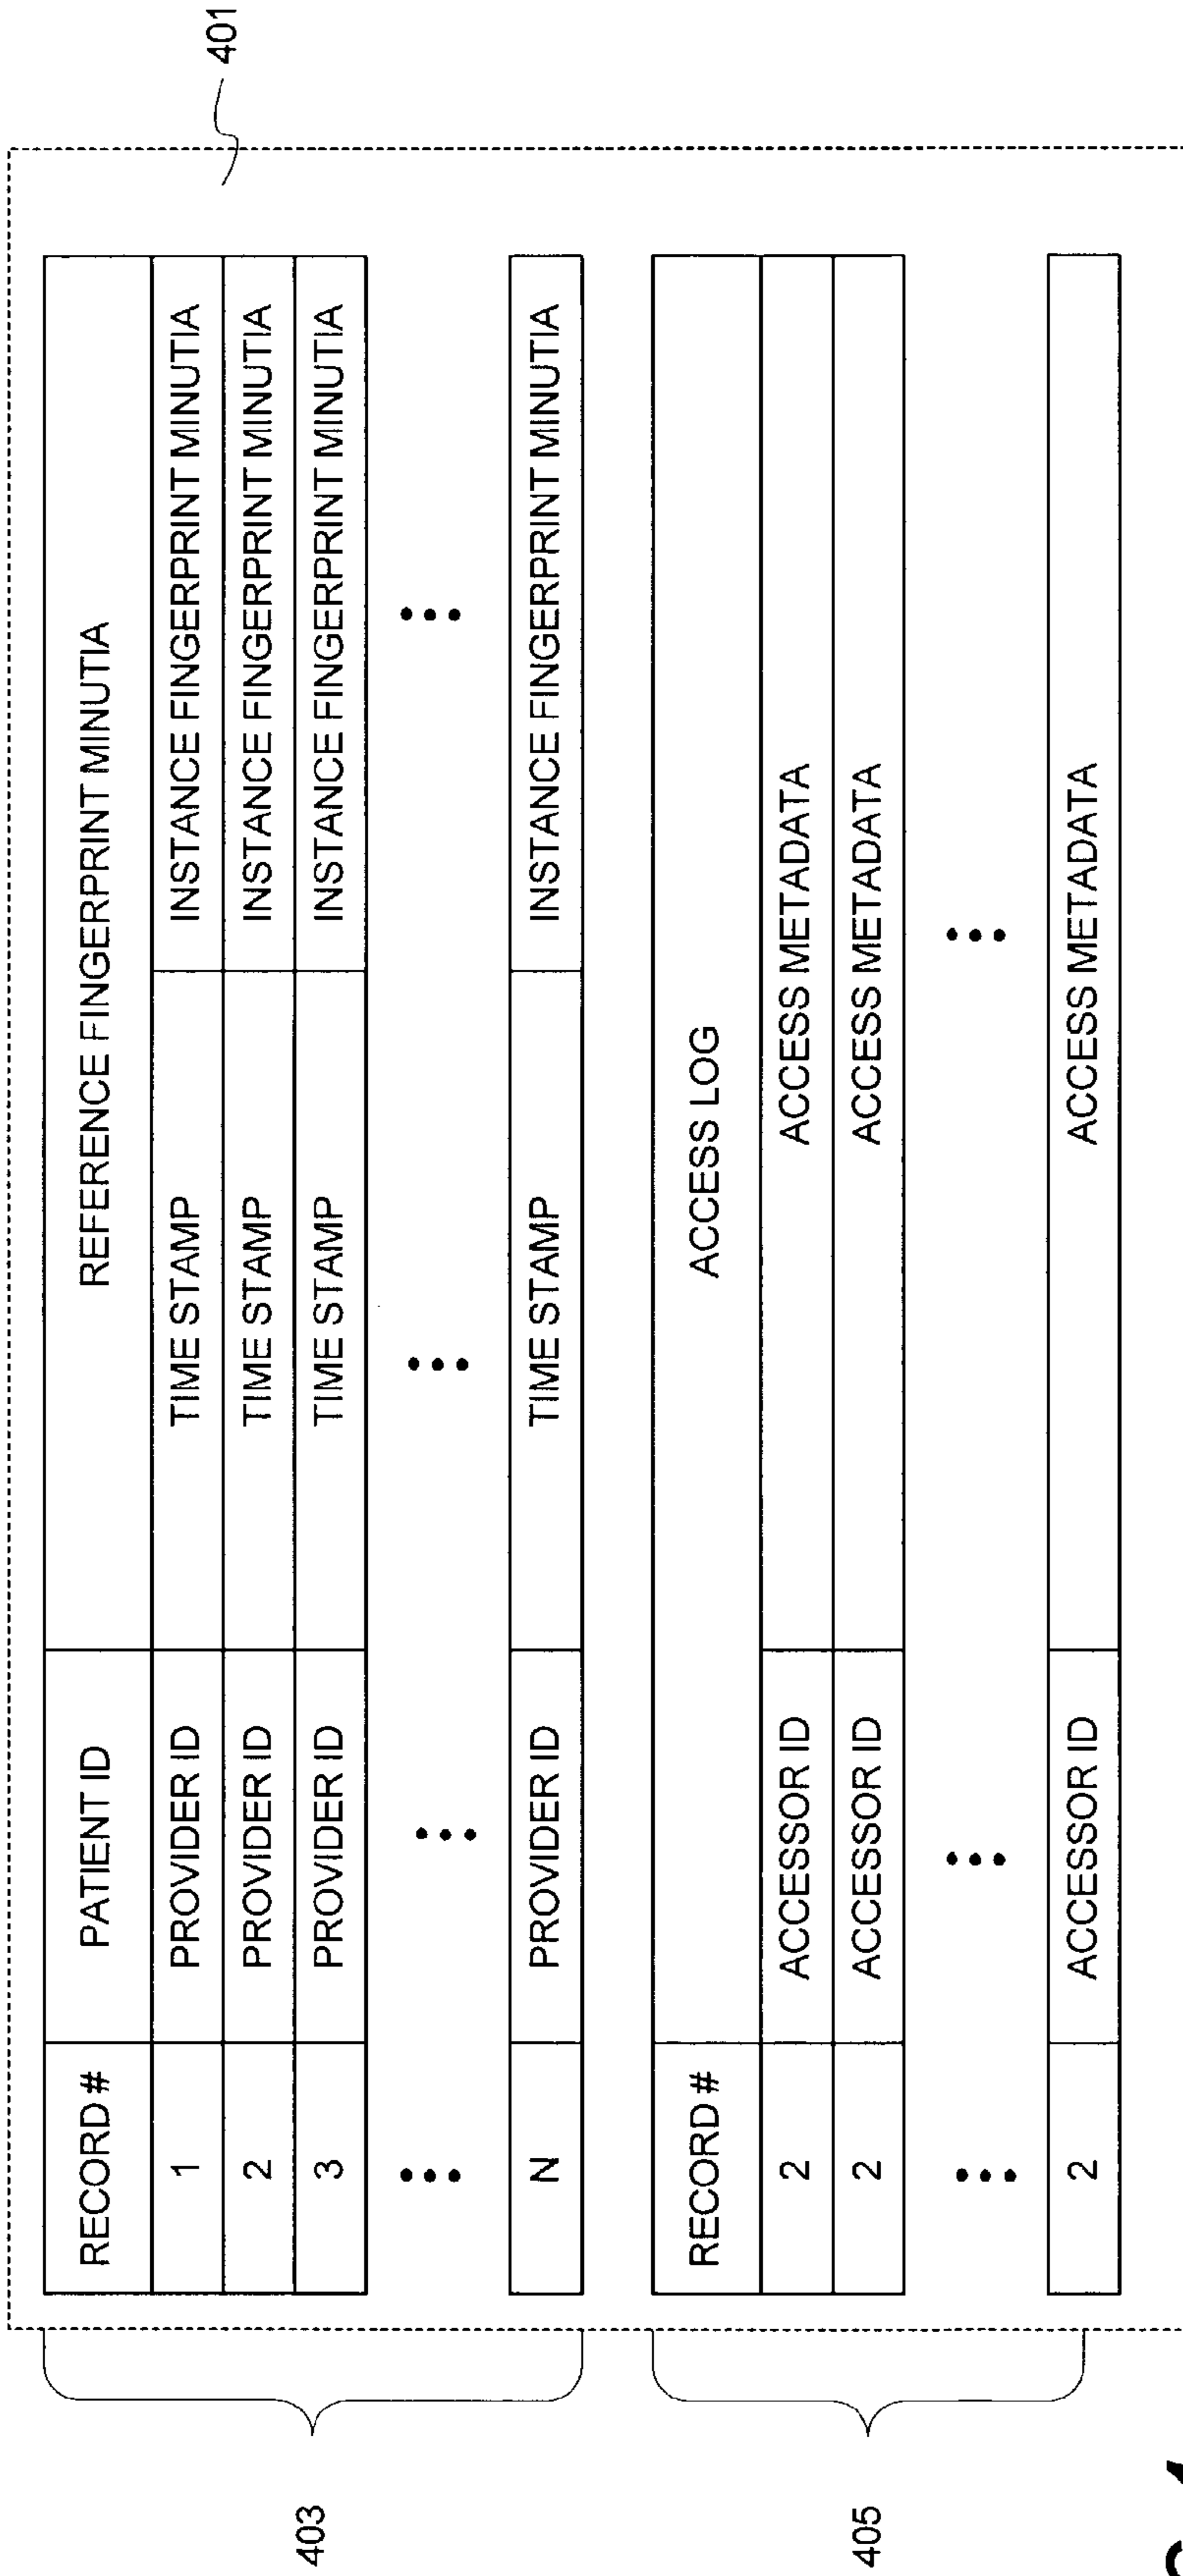 401
RECORD # PATIENT ID REFERENCE FINGERPRINT MINUTIA
1 PROVIDER ID TIME STAMP INSTANCE FINGERPRINT MINUTIA
2 PROVIDER ID TIME STAMP INSTANCE FINGERPRINT MINUTIA
3 PROVIDER ID TIME STAMP INSTANCE FINGERPRINT MINUTIA
N PROVIDER ID TIME STAMP INSTANCE FINGERPRINT MINUTIA
403
RECORD # ACCESS LOG
2 ACCESSOR ID ACCESS METADATA
2 ACCESSOR ID ACCESS METADATA
2 ACCESSOR ID ACCESS METADATA
405